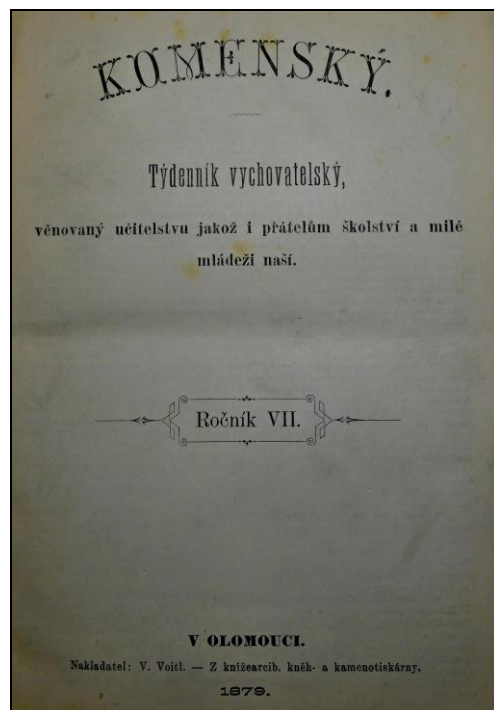 KOMENSKÝ.
Týdenník vychovatelský,
věnovaný učitelstvu jakož i přátelům školství a milé
mládeži naší.
Ročník VII.
V OLOMOUCI.
Nakladatel: V. Voitl. — Z knížearcib. kněh- a kamenotiskárny.
1879.